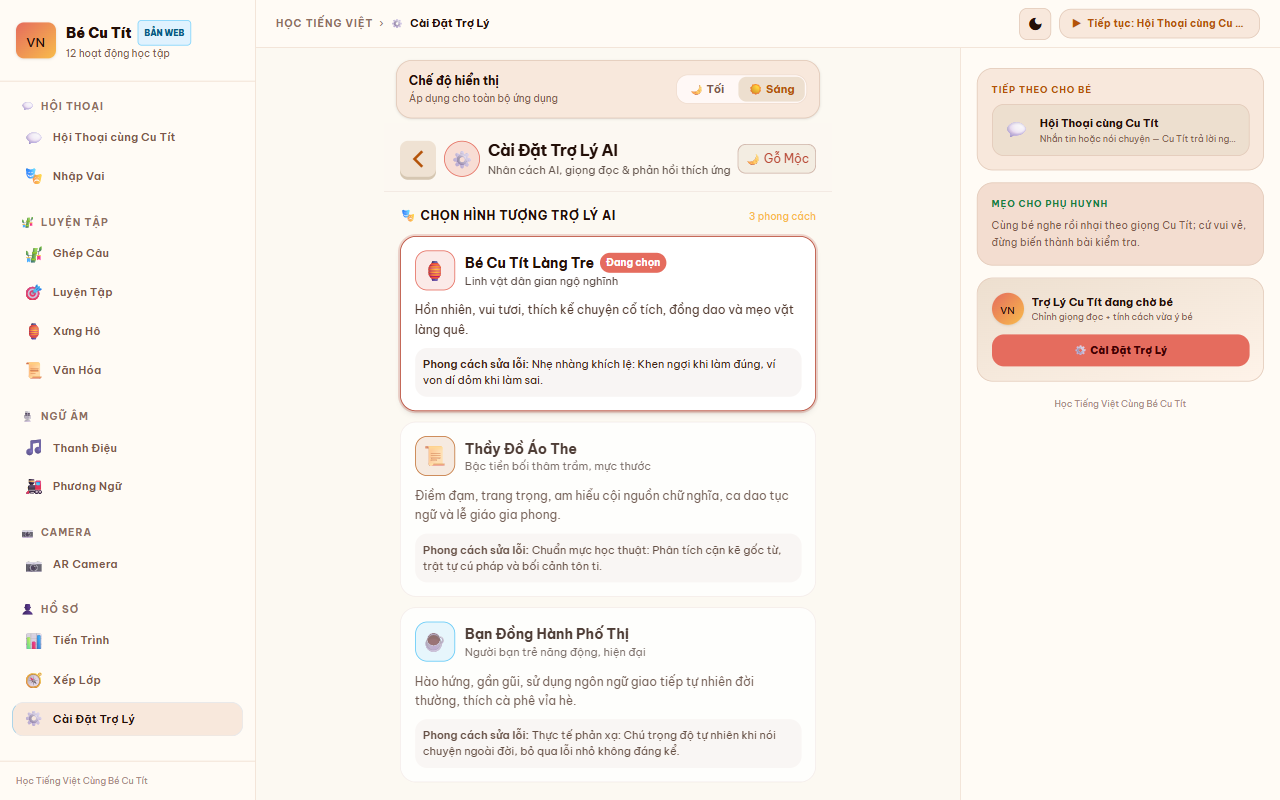 VN
Bé Cu Tít
BẢN WEB
12 hoạt động học tập
HỘI THOẠI
Hội Thoại cùng Cu Tít
Nhập Vai
LUYỆN TẬP
Ghép Câu
Luyện Tập
Xưng Hô
Văn Hóa
NGỮ ÂM
Thanh Điệu
Phương Ngữ
CAMERA
AR Camera
HỒ SƠ
Tiến Trình
Xếp Lớp
Cài Đặt Trợ Lý
Học Tiếng Việt Cùng Bé Cu Tít
HỌC TIẾNG VIỆT › Cài Đặt Trợ Lý
Tiếp tục: Hội Thoại cùng Cu ...
Chế độ hiển thị
Áp dụng cho toàn bộ ứng dụng
Tối
Sáng
Cài Đặt Trợ Lý AI
Nhân cách AI, giọng đọc & phản hồi thích ứng
Gỗ Mộc
CHỌN HÌNH TƯỢNG TRỢ LÝ AI
3 phong cách
Bé Cu Tít Làng Tre
Đang chọn
Linh vật dân gian ngộ nghĩnh
Hồn nhiên, vui tươi, thích kể chuyện cổ tích, đồng dao và mẹo vặt
làng quê.
Phong cách sửa lỗi: Nhẹ nhàng khích lệ: Khen ngợi khi làm đúng, ví
von dí dỏm khi làm sai.
Thầy Đồ Áo The
Bậc tiền bối thâm trầm, mực thước
Điềm đạm, trang trọng, am hiểu cội nguồn chữ nghĩa, ca dao tục
ngữ và lễ giáo gia phong.
Phong cách sửa lỗi: Chuẩn mực học thuật: Phân tích cặn kẽ gốc từ,
trật tự cú pháp và bối cảnh tôn ti.
Bạn Đồng Hành Phố Thị
Người bạn trẻ năng động, hiện đại
Hào hứng, gần gũi, sử dụng ngôn ngữ giao tiếp tự nhiên đời
thường, thích cà phê vỉa hè.
Phong cách sửa lỗi: Thực tế phản xạ: Chú trọng độ tự nhiên khi nói
chuyện ngoài đời, bỏ qua lỗi nhỏ không đáng kể.
TIẾP THEO CHO BÉ
Hội Thoại cùng Cu Tít
Nhắn tin hoặc nói chuyện — Cu Tít trả lời ng...
MẸO CHO PHỤ HUYNH
Cùng bé nghe rồi nhại theo giọng Cu Tít; cứ vui vẻ,
đừng biến thành bài kiểm tra.
VN
Trợ Lý Cu Tít đang chờ bé
Chỉnh giọng đọc + tính cách vừa ý bé
Cài Đặt Trợ Lý
Học Tiếng Việt Cùng Bé Cu Tít